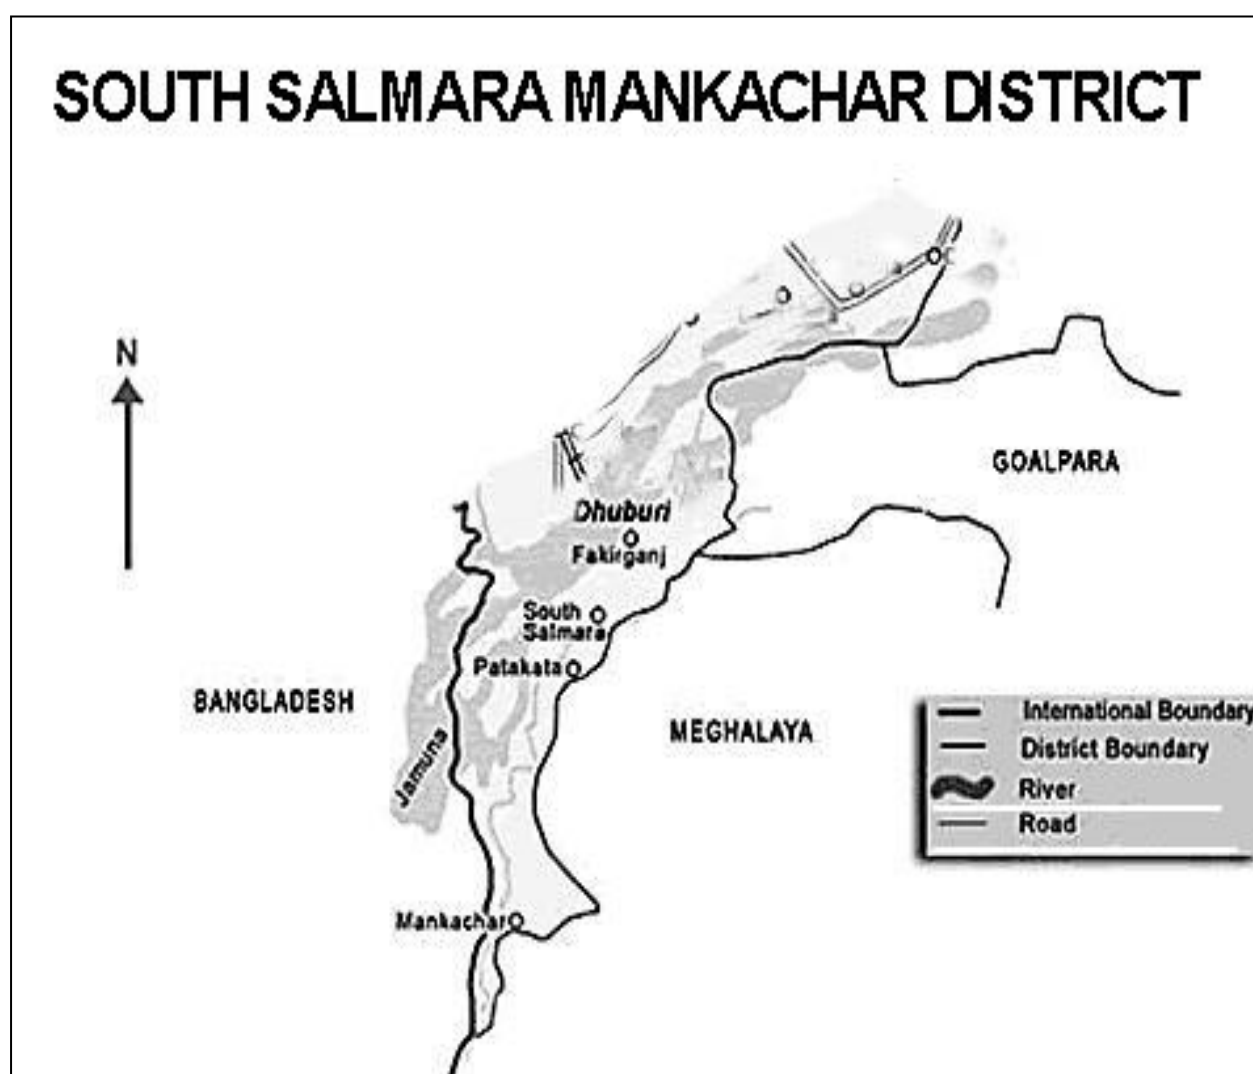 SOUTH SALMARA MANKACHAR DISTRICT
N
GOALPARA
Dhuburi
Fakirganj
South
Salmara
Patakata
BANGLADESH
MEGHALAYA
Jamuna
Mankachar
International Boundary
District Boundary
River
Road